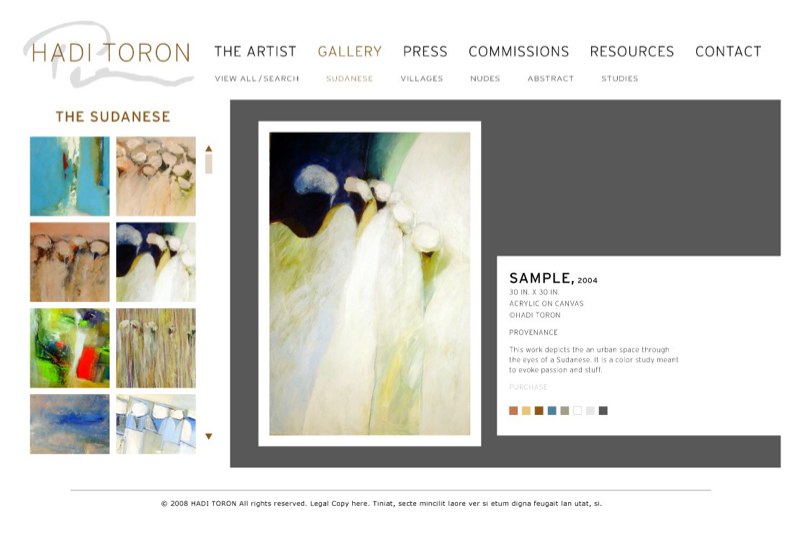 HADI TORON
THE ARTIST GALLERY PRESS COMMISSIONS RESOURCES CONTACT
VIEW ALL / SEARCH SUDANESE VILLAGES NUDES ABSTRACT STUDIES
THE SUDANESE
SAMPLE, 2004
30 IN. X 30 IN.
ACRYLIC ON CANVAS
©HADI TORON
PROVENANCE
This work depicts the an urban space through
the eyes of a Sudanese. It is a color study meant
to evoke passion and stuff.
PURCHASE
© 2008 HADI TORON All rights reserved. Legal Copy here. Tiniat, secte mincilit laore ver si etum digna feugait lan utat, si.